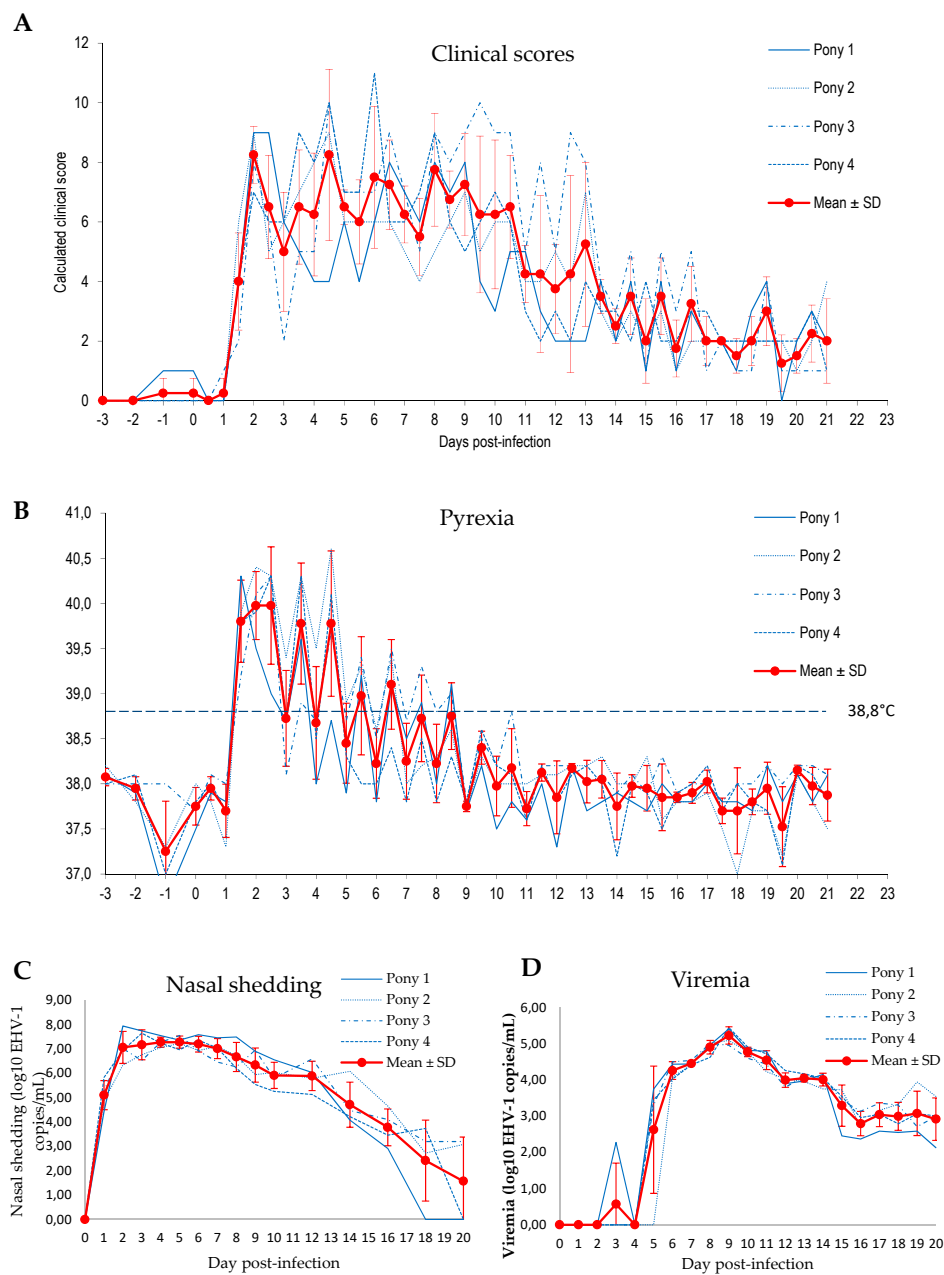 A
Clinical scores
12
10
8
6
4
2
0
Calculated clinical score
-3 -2 -1 0 1 2 3 4 5 6 7 8 9 10 11 12 13 14 15 16 17 18 19 20 21 22 23
Days post-infection
Pony 1
Pony 2
Pony 3
Pony 4
Mean ± SD
B
Pyrexia
41,0
40,5
40,0
39,5
39,0
38,5
38,0
37,5
37,0
-3 -2 -1 0 1 2 3 4 5 6 7 8 9 10 11 12 13 14 15 16 17 18 19 20 21 22 23
Days post-infection
Pony 1
Pony 2
Pony 3
Pony 4
Mean ± SD
38,8°C
C
Nasal shedding
9,00
8,00
7,00
6,00
5,00
4,00
3,00
2,00
1,00
0,00
Nasal shedding (log10 EHV-1
copies/mL)
0 1 2 3 4 5 6 7 8 9 10 11 12 13 14 15 16 17 18 19 20
Day post-infection
Pony 1
Pony 2
Pony 3
Pony 4
Mean ± SD
D
Viremia
6,00
5,00
4,00
3,00
2,00
1,00
0,00
Viremia (log10 EHV-1 copies/mL)
0 1 2 3 4 5 6 7 8 9 10 11 12 13 14 15 16 17 18 19 20
Day post-infection
Pony 1
Pony 2
Pony 3
Pony 4
Mean ± SD